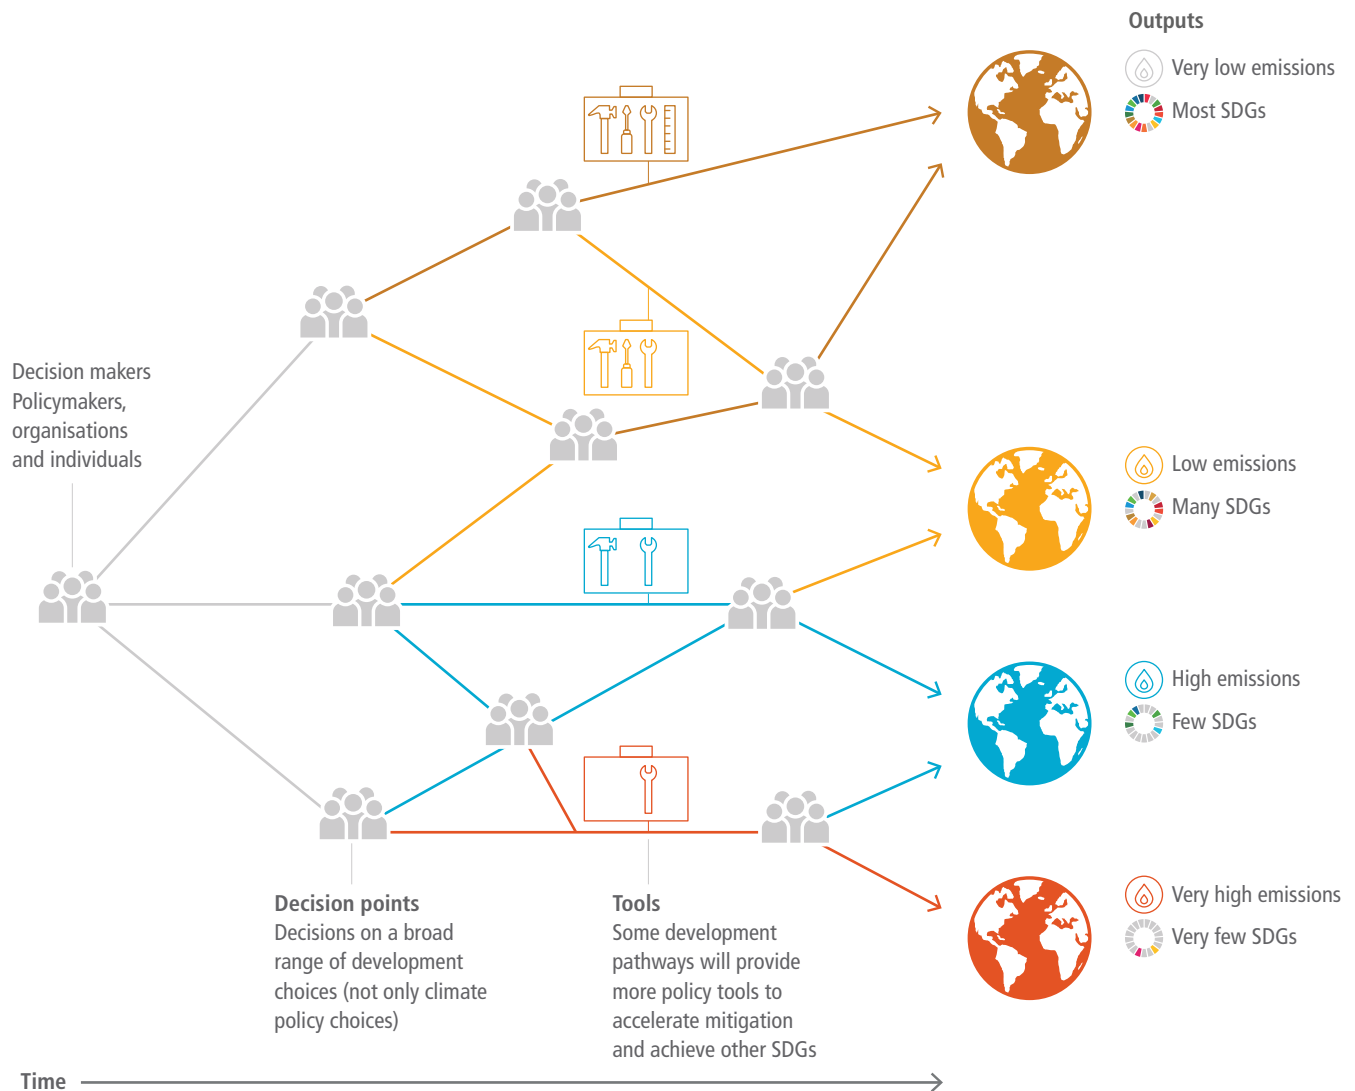 Outputs
Very low emissions
Most SDGs
Decision makers
Policymakers,
organisations
and individuals
Low emissions
Many SDGs
High emissions
Few SDGs
Very high emissions
Very few SDGs
Decision points
Decisions on a broad
range of development
choices (not only climate
policy choices)
Tools
Some development
pathways will provide
more policy tools to
accelerate mitigation
and achieve other SDGs
Time